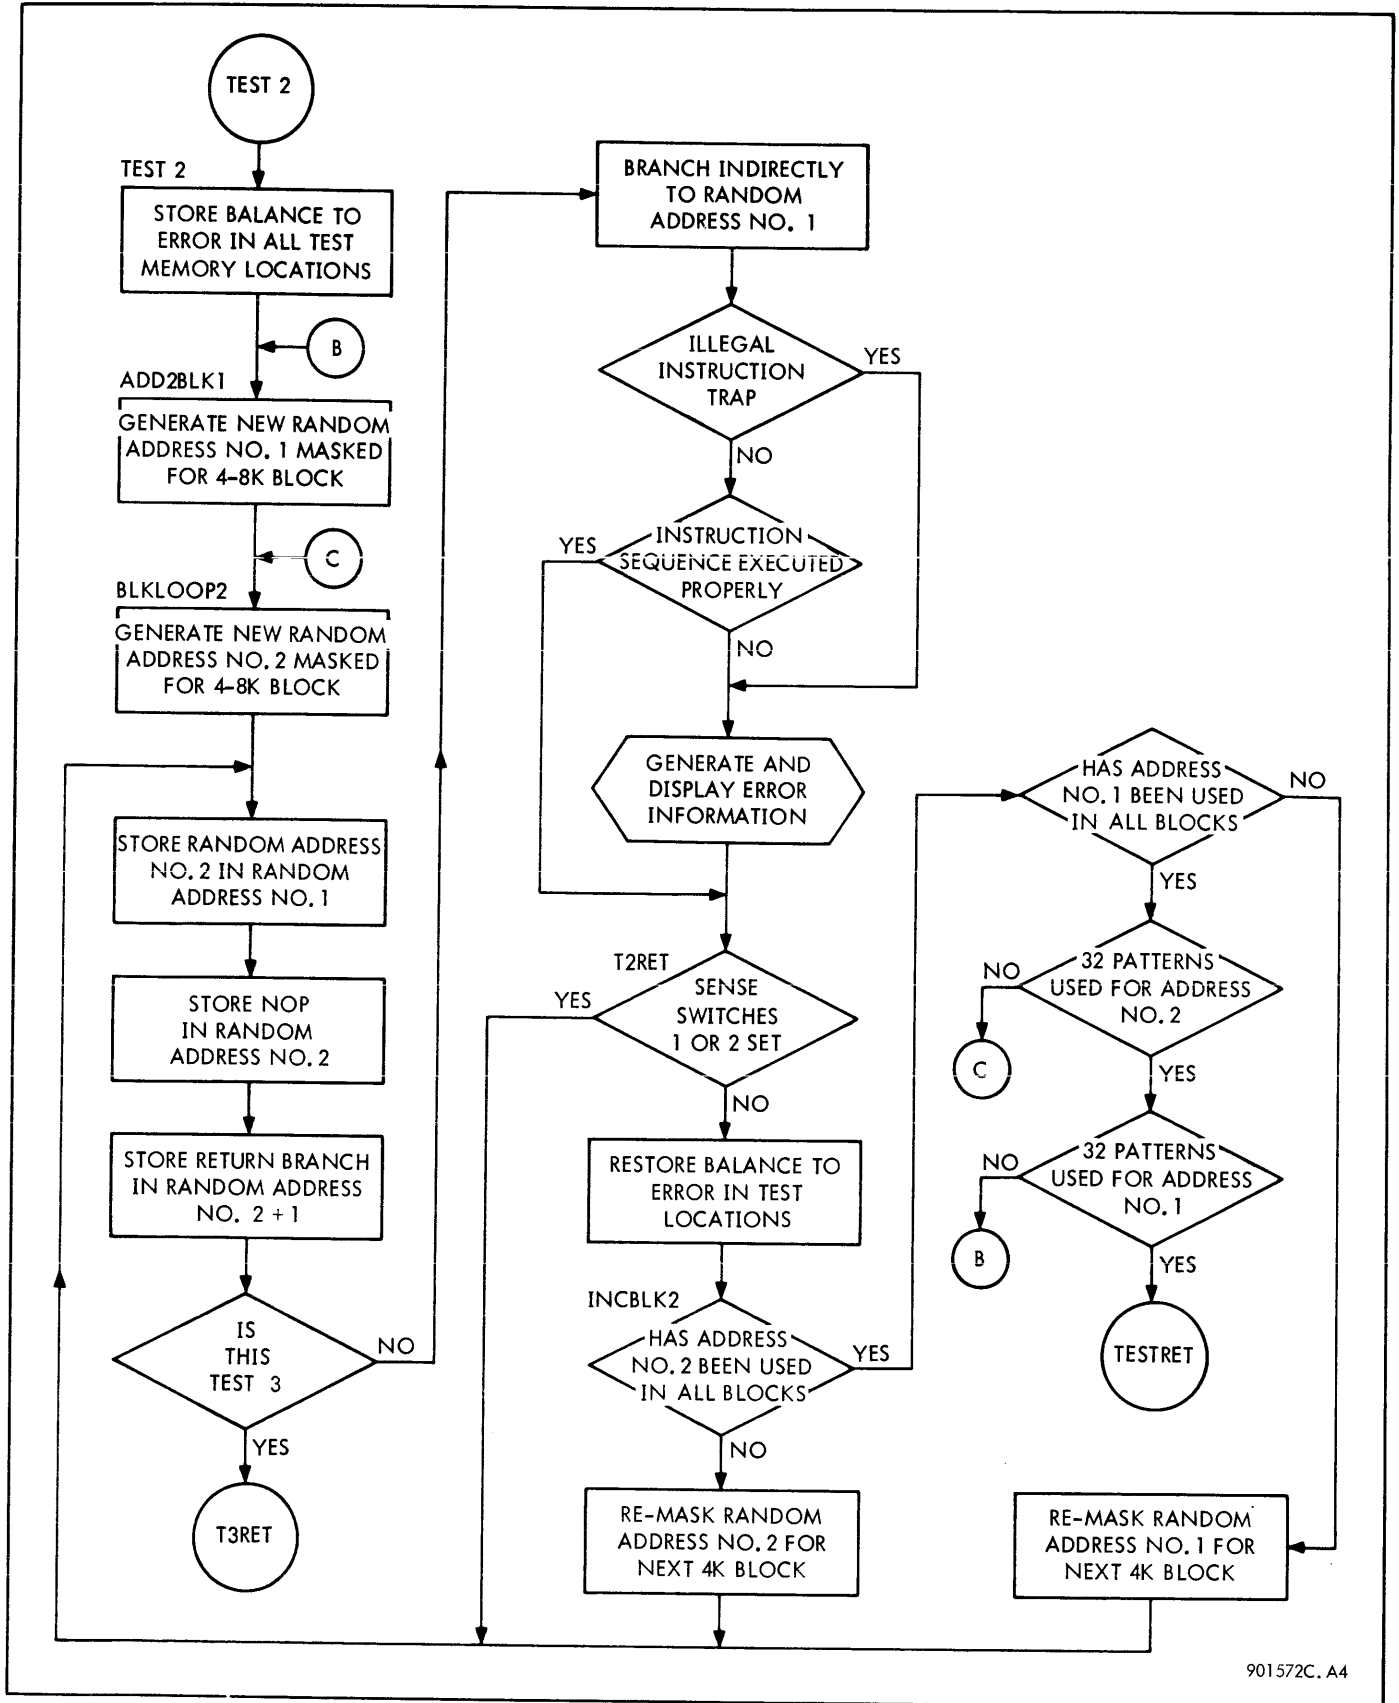 TEST 2
TEST 2
STORE BALANCE TO
ERROR IN ALL TEST
MEMORY LOCATIONS
B
ADD2BLK1
GENERATE NEW RANDOM
ADDRESS NO. 1 MASKED
FOR 4-8K BLOCK
C
BLKLOOP2
GENERATE NEW RANDOM
ADDRESS NO. 2 MASKED
FOR 4-8K BLOCK
STORE RANDOM ADDRESS
NO. 2 IN RANDOM
ADDRESS NO. 1
STORE NOP
IN RANDOM
ADDRESS NO. 2
STORE RETURN BRANCH
IN RANDOM ADDRESS
NO. 2 + 1
IS
THIS
TEST 3
NO
YES
T3RET
BRANCH INDIRECTLY
TO RANDOM
ADDRESS NO. 1
ILLEGAL
INSTRUCTION
TRAP
YES
NO
INSTRUCTION
SEQUENCE EXECUTED
PROPERLY
YES
NO
GENERATE AND
DISPLAY ERROR
INFORMATION
T2RET
SENSE
SWITCHES
1 OR 2 SET
YES
NO
RESTORE BALANCE TO
ERROR IN TEST
LOCATIONS
INCBLK2
HAS ADDRESS
NO. 2 BEEN USED
IN ALL BLOCKS
YES
NO
RE-MASK RANDOM
ADDRESS NO. 2 FOR
NEXT 4K BLOCK
HAS ADDRESS
NO. 1 BEEN USED
IN ALL BLOCKS
NO
YES
32 PATTERNS
USED FOR ADDRESS
NO. 2
NO
C
YES
32 PATTERNS
USED FOR ADDRESS
NO. 1
NO
B
YES
TESTRET
RE-MASK RANDOM
ADDRESS NO. 1 FOR
NEXT 4K BLOCK
901572C. A4